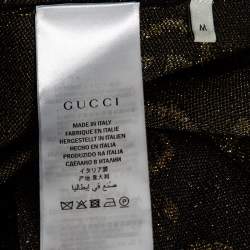 GUCCI
MADE IN ITALY
FABRIQUE EN ITALIE
HERGESTELLT IN ITALIEN
HECHO EN ITALIA
PRODUZIDO NA ITALIA
СДЕЛАНО В ИТАЛИИ
イタリア製
产地 意大利
صنع في إيطاليا
M